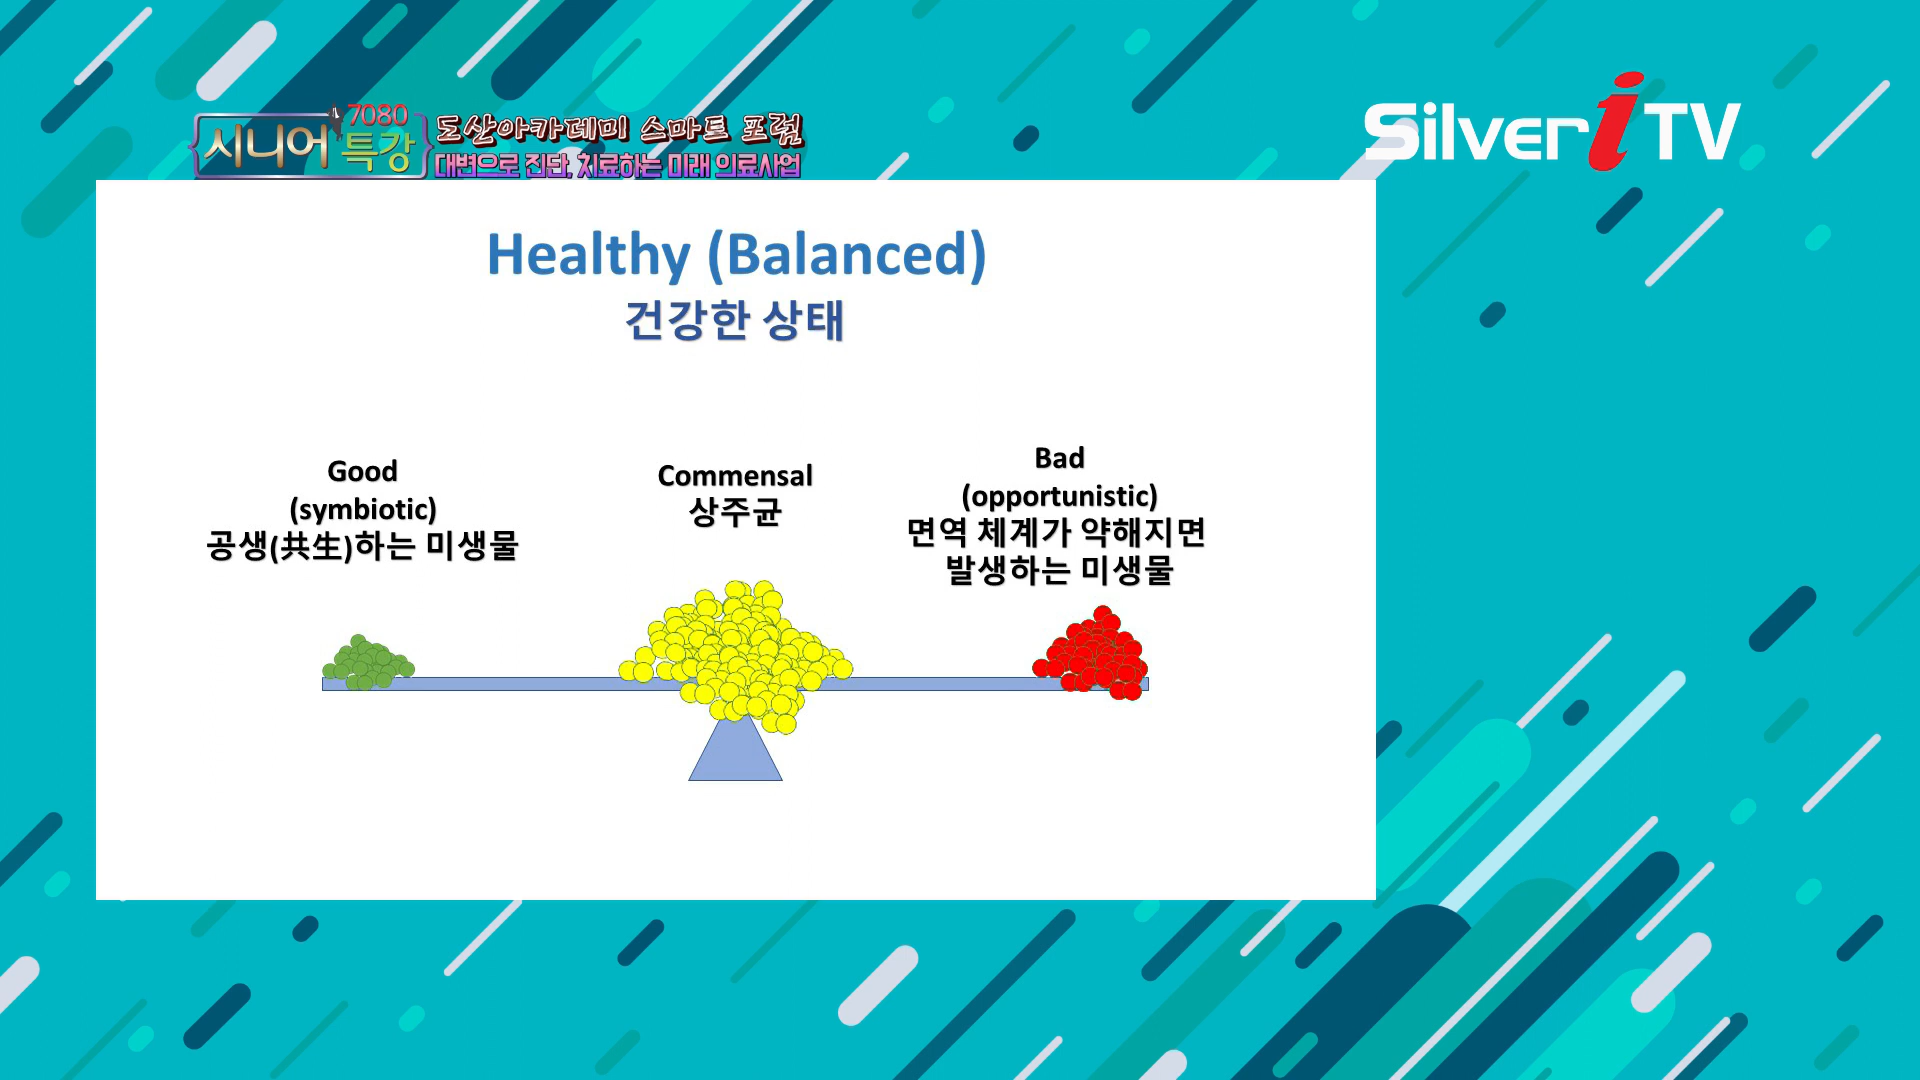 7080
시니어 특강
도산아카데미 스마트 포럼
대변으로 진단, 치료하는 미래 의료사업
Silver i TV
Healthy (Balanced)
건강한 상태
Good
(symbiotic)
공생(共生)하는 미생물
Commensal
상주균
Bad
(opportunistic)
면역 체계가 약해지면
발생하는 미생물